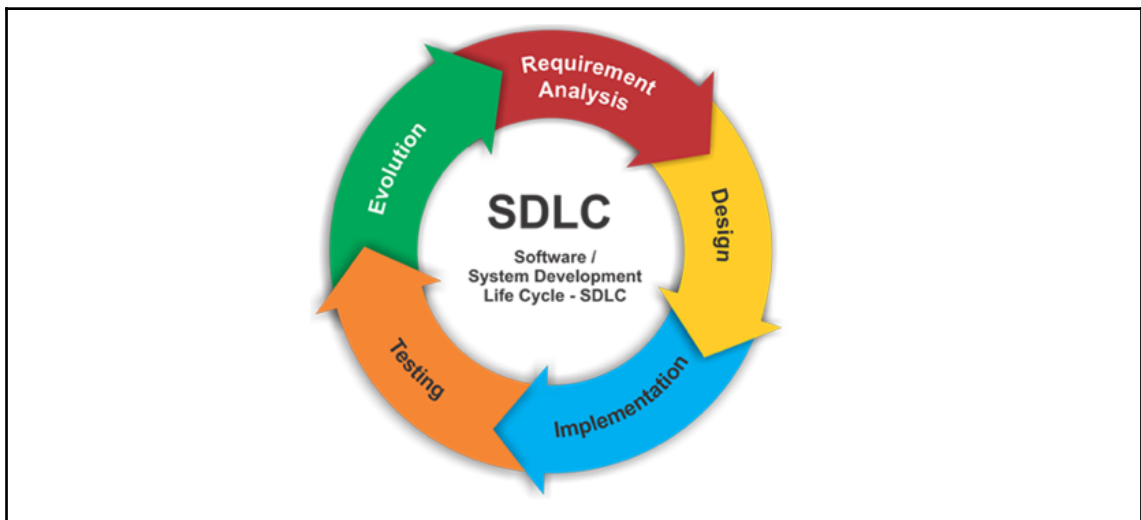 Requirement
Analysis
Design
Implementation
Testing
Evolution
SDLC
Software /
System Development
Life Cycle - SDLC